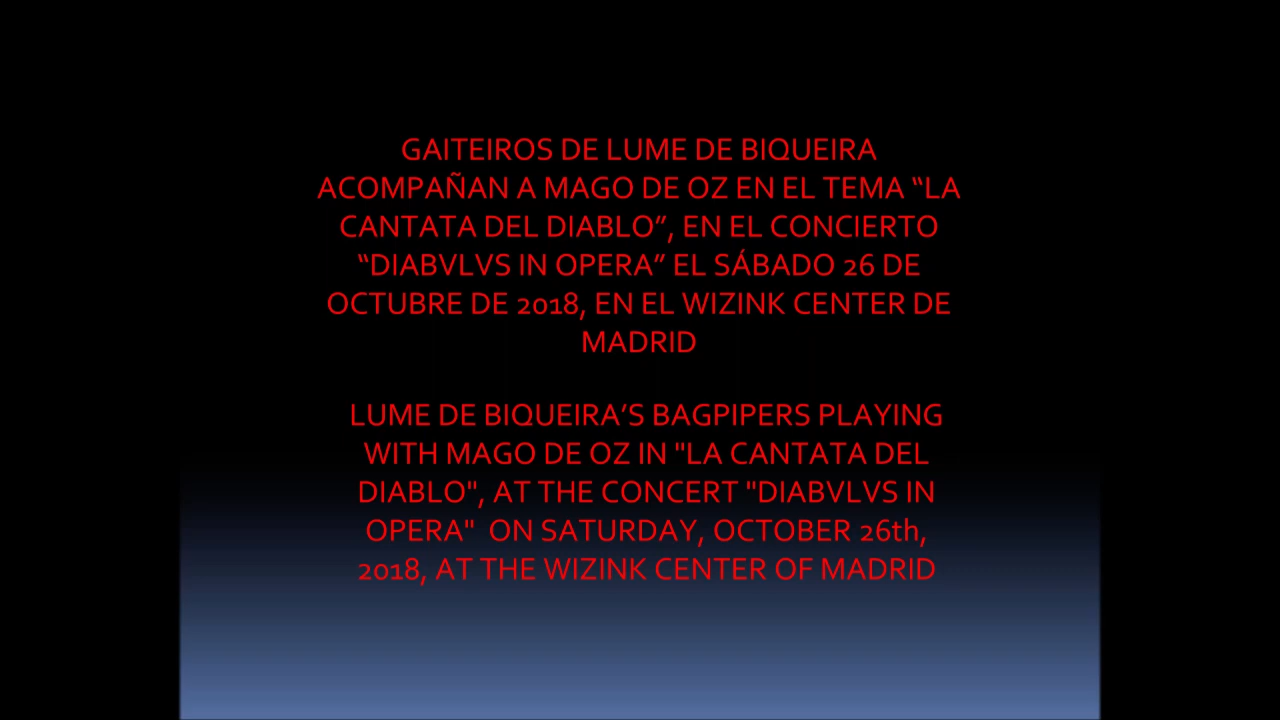 GAITEIROS DE LUME DE BIQUEIRA
ACOMPAÑAN A MAGO DE OZ EN EL TEMA “LA
CANTATA DEL DIABLO”, EN EL CONCIERTO
“DIABVLVS IN OPERA” EL SÁBADO 26 DE
OCTUBRE DE 2018, EN EL WIZINK CENTER DE
MADRID
LUME DE BIQUEIRA’S BAGPIPERS PLAYING
WITH MAGO DE OZ IN "LA CANTATA DEL
DIABLO", AT THE CONCERT "DIABVLVS IN
OPERA"  ON SATURDAY, OCTOBER 26th,
2018, AT THE WIZINK CENTER OF MADRID